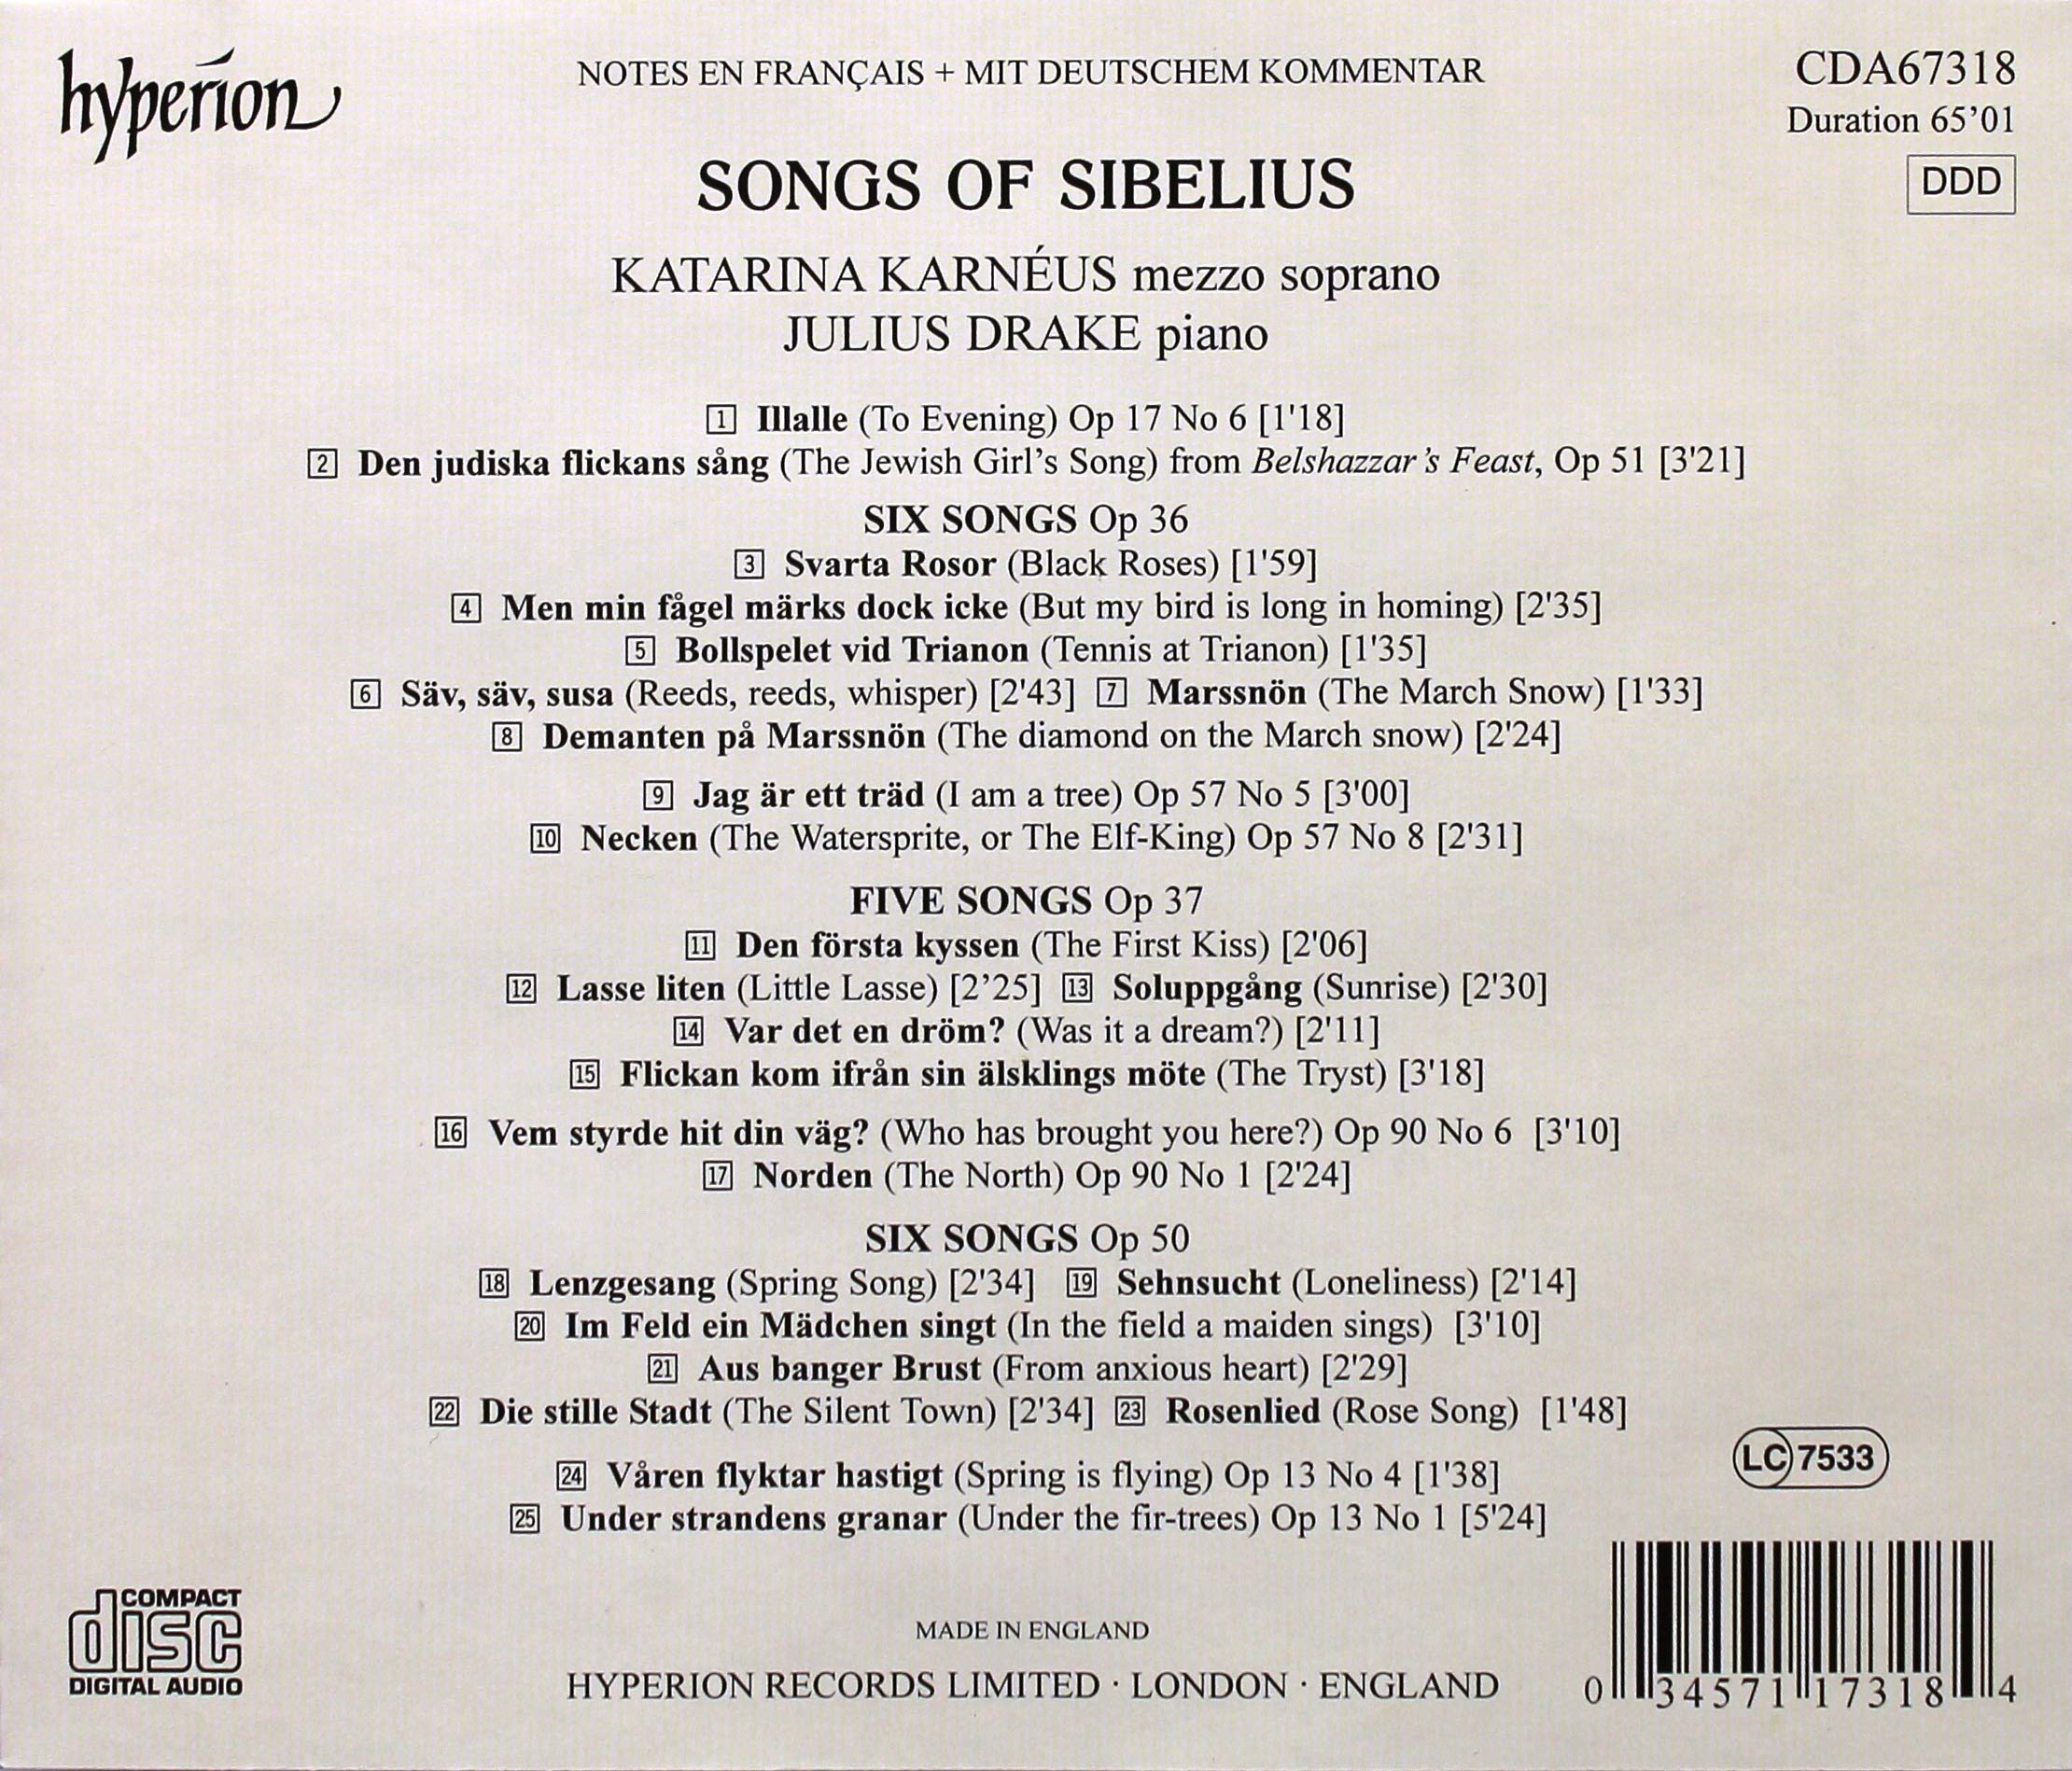 hyperion
NOTES EN FRANÇAIS + MIT DEUTSCHEM KOMMENTAR
CDA67318
Duration 65’01
DDD
SONGS OF SIBELIUS
KATARINA KARNÉUS mezzo soprano
JULIUS DRAKE piano
1 Illalle (To Evening) Op 17 No 6 [1'18]
2 Den judiska flickans sång (The Jewish Girl’s Song) from Belshazzar’s Feast, Op 51 [3'21]
SIX SONGS Op 36
3 Svarta Rosor (Black Roses) [1'59]
4 Men min fågel märks dock icke (But my bird is long in homing) [2'35]
5 Bollspelet vid Trianon (Tennis at Trianon) [1'35]
6 Säv, säv, susa (Reeds, reeds, whisper) [2'43] 7 Marssnön (The March Snow) [1'33]
8 Demanten på Marssnön (The diamond on the March snow) [2'24]
9 Jag är ett träd (I am a tree) Op 57 No 5 [3'00]
10 Necken (The Watersprite, or The Elf-King) Op 57 No 8 [2'31]
FIVE SONGS Op 37
11 Den första kyssen (The First Kiss) [2'06]
12 Lasse liten (Little Lasse) [2’25] 13 Soluppgång (Sunrise) [2'30]
14 Var det en dröm? (Was it a dream?) [2'11]
15 Flickan kom ifrån sin älsklings möte (The Tryst) [3'18]
16 Vem styrde hit din väg? (Who has brought you here?) Op 90 No 6 [3'10]
17 Norden (The North) Op 90 No 1 [2'24]
SIX SONGS Op 50
18 Lenzgesang (Spring Song) [2'34] 19 Sehnsucht (Loneliness) [2'14]
20 Im Feld ein Mädchen singt (In the field a maiden sings) [3'10]
21 Aus banger Brust (From anxious heart) [2'29]
22 Die stille Stadt (The Silent Town) [2'34] 23 Rosenlied (Rose Song) [1'48]
24 Våren flyktar hastigt (Spring is flying) Op 13 No 4 [1'38]
25 Under strandens granar (Under the fir-trees) Op 13 No 1 [5'24]
LC 7533
COMPACT
disc
DIGITAL AUDIO
MADE IN ENGLAND
HYPERION RECORDS LIMITED · LONDON · ENGLAND
0 34571 17318 4